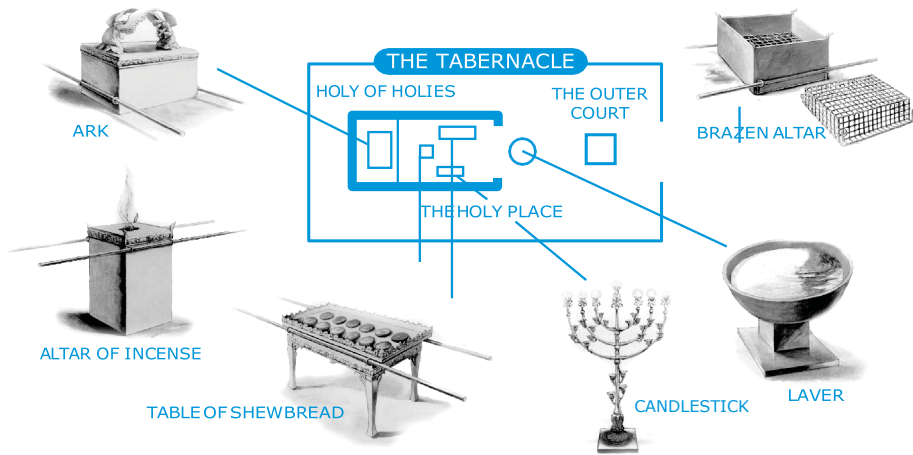 THE TABERNACLE
HOLY OF HOLIES
THE OUTER
COURT
ARK
BRAZEN ALTAR
THE HOLY PLACE
ALTAR OF INCENSE
TABLE OF SHEWBREAD
CANDLESTICK
LAVER